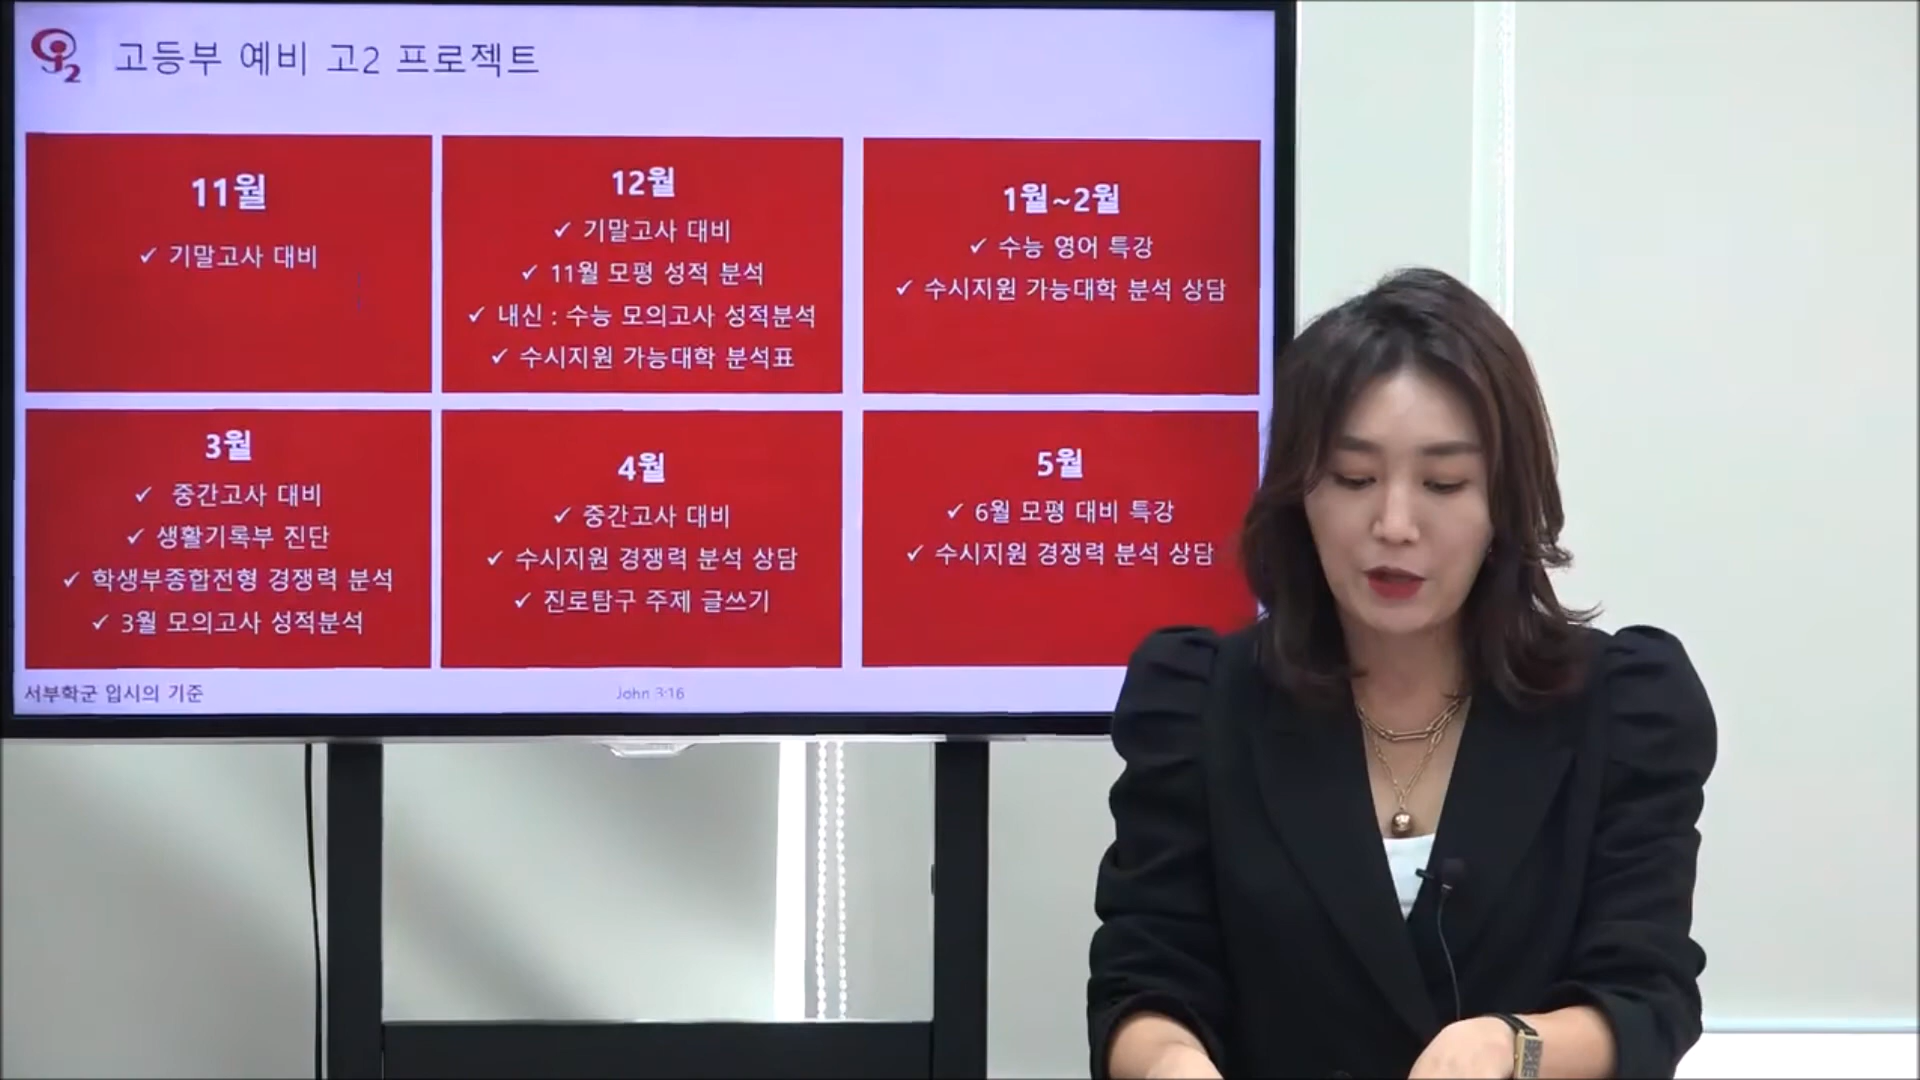 고등부 예비 고2 프로젝트
11월
✓ 기말고사 대비
12월
✓ 기말고사 대비
✓ 11월 모평 성적 분석
✓ 내신 : 수능 모의고사 성적분석
✓ 수시지원 가능대학 분석표
1월~2월
✓ 수능 영어 특강
✓ 수시지원 가능대학 분석 상담
3월
✓ 중간고사 대비
✓ 생활기록부 진단
✓ 학생부종합전형 경쟁력 분석
✓ 3월 모의고사 성적분석
4월
✓ 중간고사 대비
✓ 수시지원 경쟁력 분석 상담
✓ 진로탐구 주제 글쓰기
5월
✓ 6월 모평 대비 특강
✓ 수시지원 경쟁력 분석 상담
서부학군 입시의 기준
John 3:16